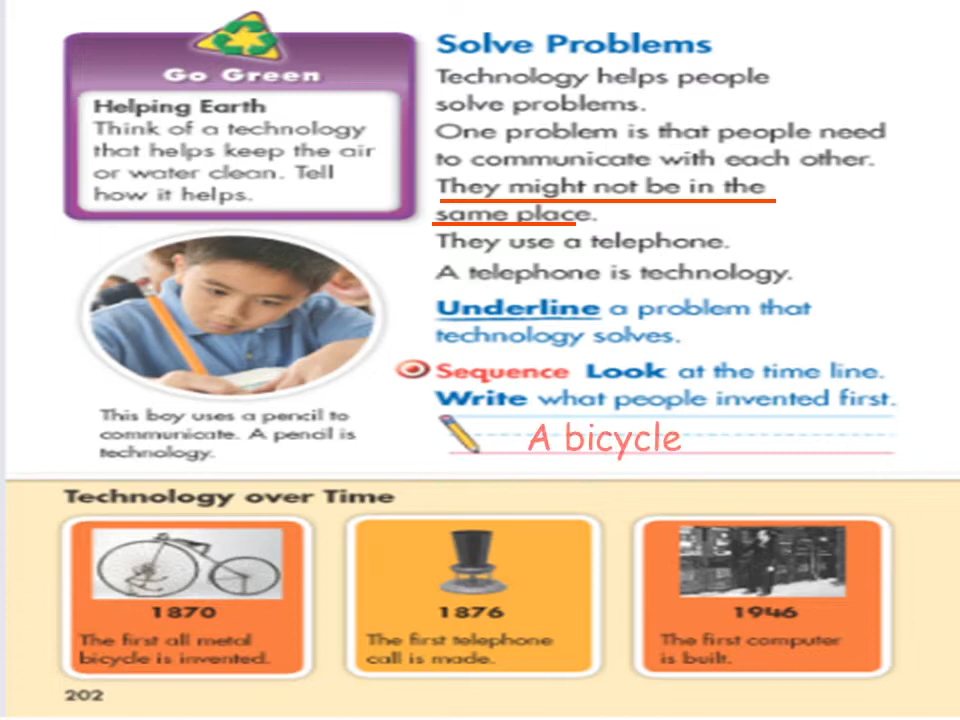 Go Green
Helping Earth
Think of a technology
that helps keep the air
or water clean. Tell
how it helps.
This boy uses a pencil to
communicate. A pencil is
technology.
Solve Problems
Technology helps people
solve problems.
One problem is that people need
to communicate with each other.
They might not be in the
same place.
They use a telephone.
A telephone is technology.
Underline a problem that
technology solves.
Sequence Look at the time line.
Write what people invented first.
A bicycle
Technology over Time
1870
The first all metal
bicycle is invented.
1876
The first telephone
call is made.
1946
The first computer
is built.
202